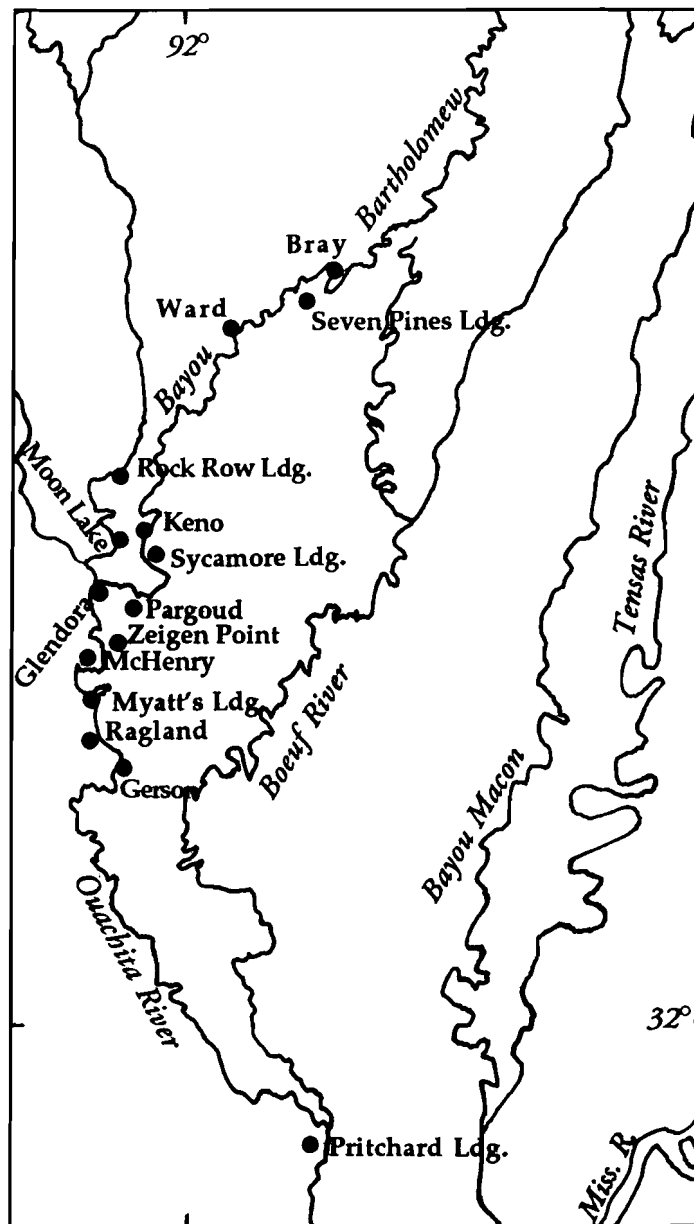 92°
Bartholomew
Bray
Seven Pines Ldg.
Ward
Bayou
Rock Row Ldg.
Moon Lake
Keno
Sycamore Ldg.
Tensas River
Glendora
Pargoud
Zeigen Point
McHenry
Myatt's Ldg.
Ragland
Boeuf River
Gerson
Bayou Macon
Ouachita River
32°
Pritchard Ldg.
Miss. R.